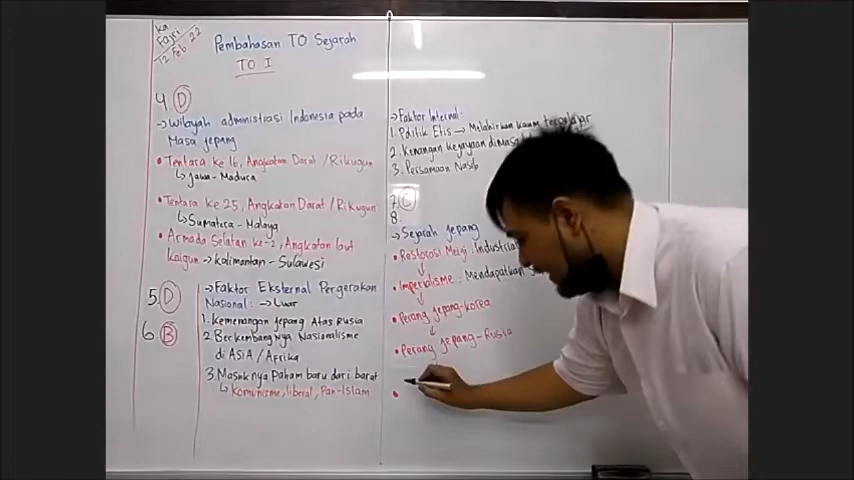 ka
Fajri
12 Feb 22
Pembahasan TO Sejarah
TO I
4 D
→Wilayah administrasi Indonesia pada
Masa jepang
•Tentara ke 16, Angkatan Darat /Rikugun
↳Jawa-Madura
•Tentara ke 25, Angkatan Darat /Rikugun
↳Sumatera-Malaya
•Armada Selatan ke-2, Angkatan laut
kaigun →kalimantan - Sulawesi
5. D →Faktor Eksternal Pergerakan
Nasional: →Luar
6 B 1. Kemenangan jepang Atas Rusia
2 Berkembangnya Nasionalisme
di ASIA / Afrika
3. Masuknya Paham baru dari barat
↳Komunisme, liberal, Pan-Islam
→Faktor Internal:
1. Politik Etis → Melahirkan kaum terpelajar
2. Kenangan kejayaan dimasa
3. Persamaan Nasib
7 C
8.
→Sejarah jepang
•Restorasi Meiji: Industrial
•Imperialisme: Mendapatkan
•Perang jepang-korea
•Perang jepang-Rusia